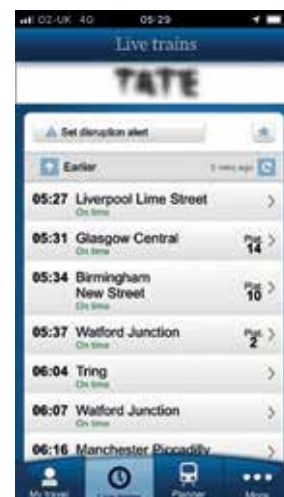 O2-UK 4G 05:29
Live trains
TATE
Set disruption alert
Earlier 2 mins ago
05:27 Liverpool Lime Street
On time
05:31 Glasgow Central Plat. 14
On time
05:34 Birmingham
New Street Plat. 10
On time
05:37 Watford Junction Plat. 2
On time
06:04 Tring
On time
06:07 Watford Junction
On time
06:16 Manchester Piccadilly
My travel Live trains Planner More